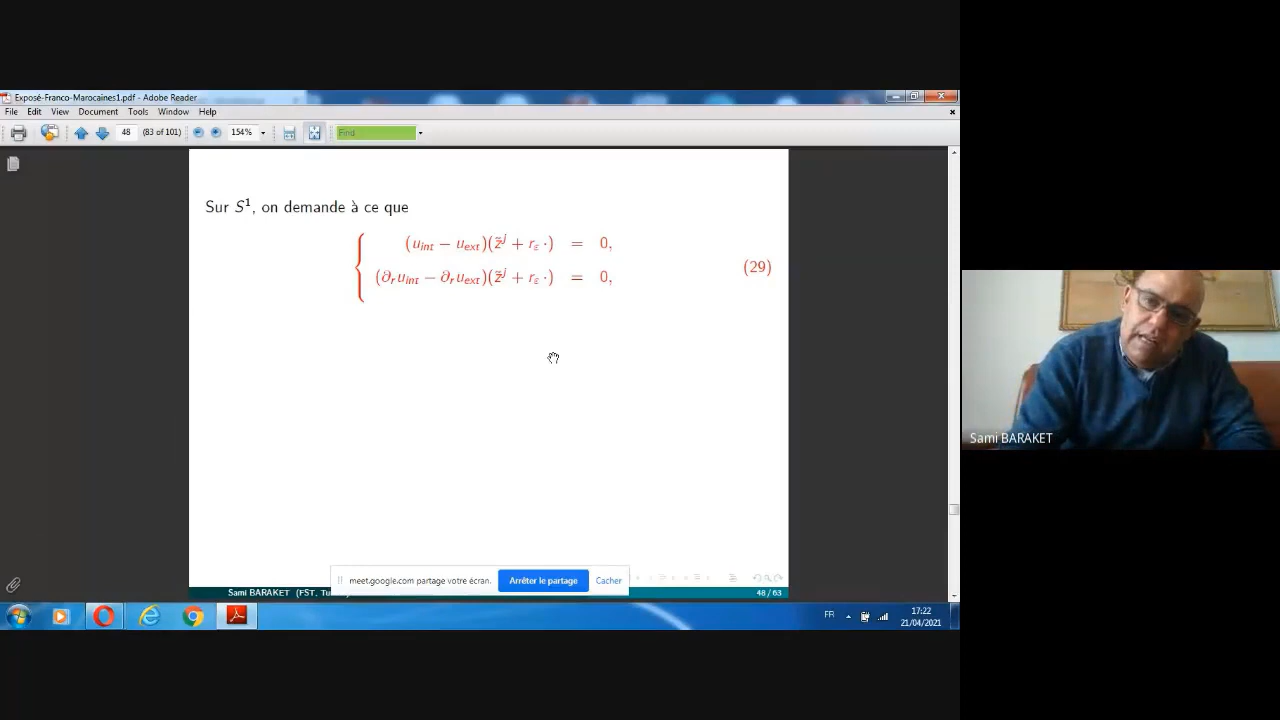 Exposé-Franco-Marocaines1.pdf - Adobe Reader
File Edit View Document Tools Window Help
48 (83 of 101) 154% Find
Sur S¹, on demande à ce que
(u_int − u_ext)(z̃^j + r_ε ·) = 0,
(∂_r u_int − ∂_r u_ext)(z̃^j + r_ε ·) = 0,
(29)
Sami BARAKET
meet.google.com partage votre écran. Arrêter le partage Cacher
Sami BARAKET (FST, 48 / 63
FR 17:22
21/04/2021